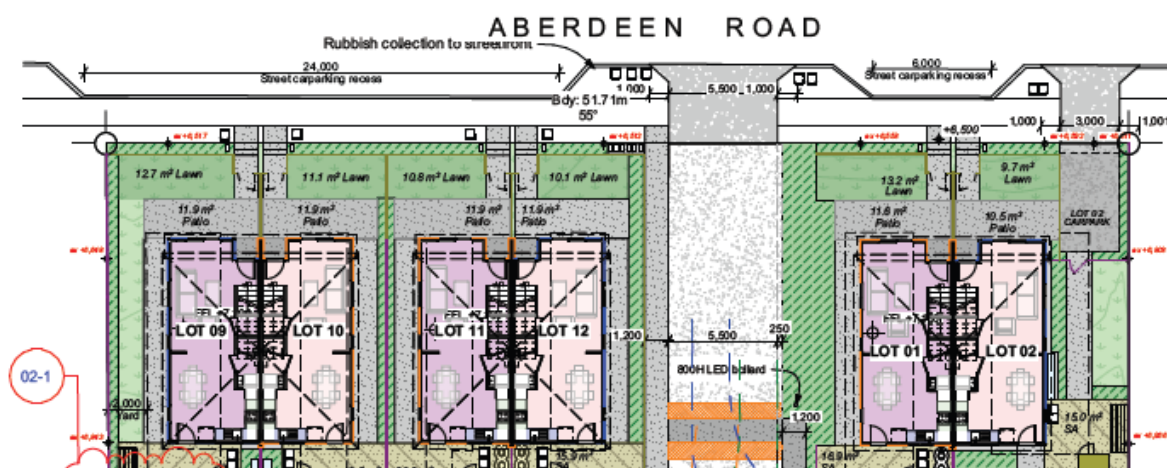 ABERDEEN ROAD
Rubbish collection to streetfront
24,000
Street carparking recess
6,000
Street carparking recess
1,000
5,500
1,000
Bdy: 51.71m
55°
1,000
3,000
1,001
+6,500
12.7 m² Lawn
11.1 m² Lawn
10.8 m² Lawn
10.1 m² Lawn
13.2 m²
Lawn
9.7 m²
Lawn
11.9 m²
Patio
11.9 m²
Patio
11.9 m²
Patio
11.9 m²
Patio
11.6 m²
Patio
10.5 m²
Patio
LOT 02
CARPARK
LOT 09
LOT 10
LOT 11
LOT 12
LOT 01
LOT 02
1,200
5,500
250
800H LED bollard
1,200
02-1
2,000
Yard
15.0 m²
SA